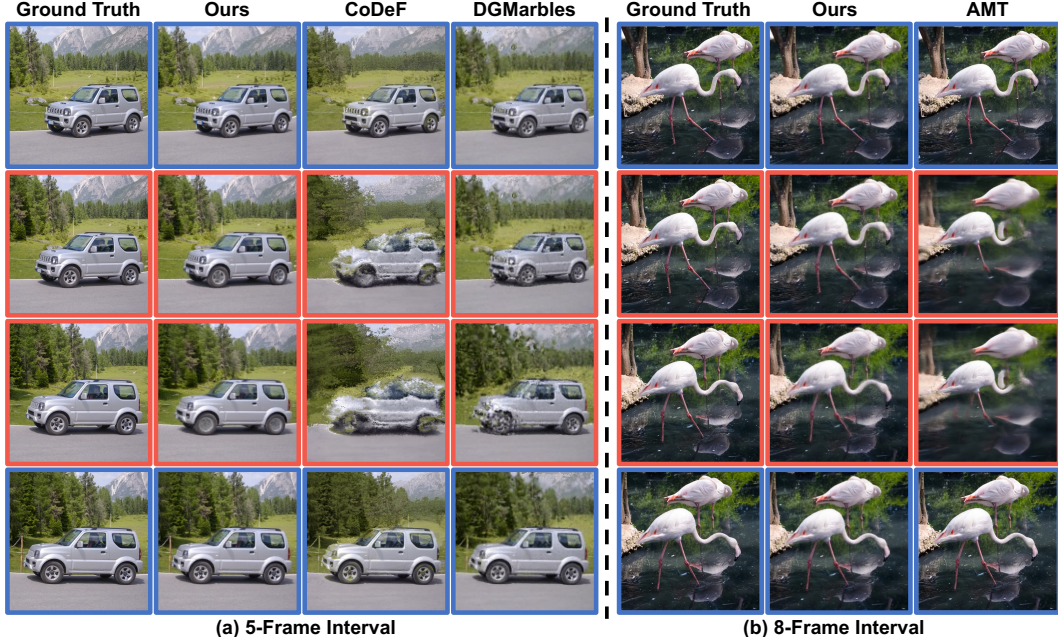 Ground Truth Ours CoDeF DGMarbles Ground Truth Ours AMT
(a) 5-Frame Interval (b) 8-Frame Interval